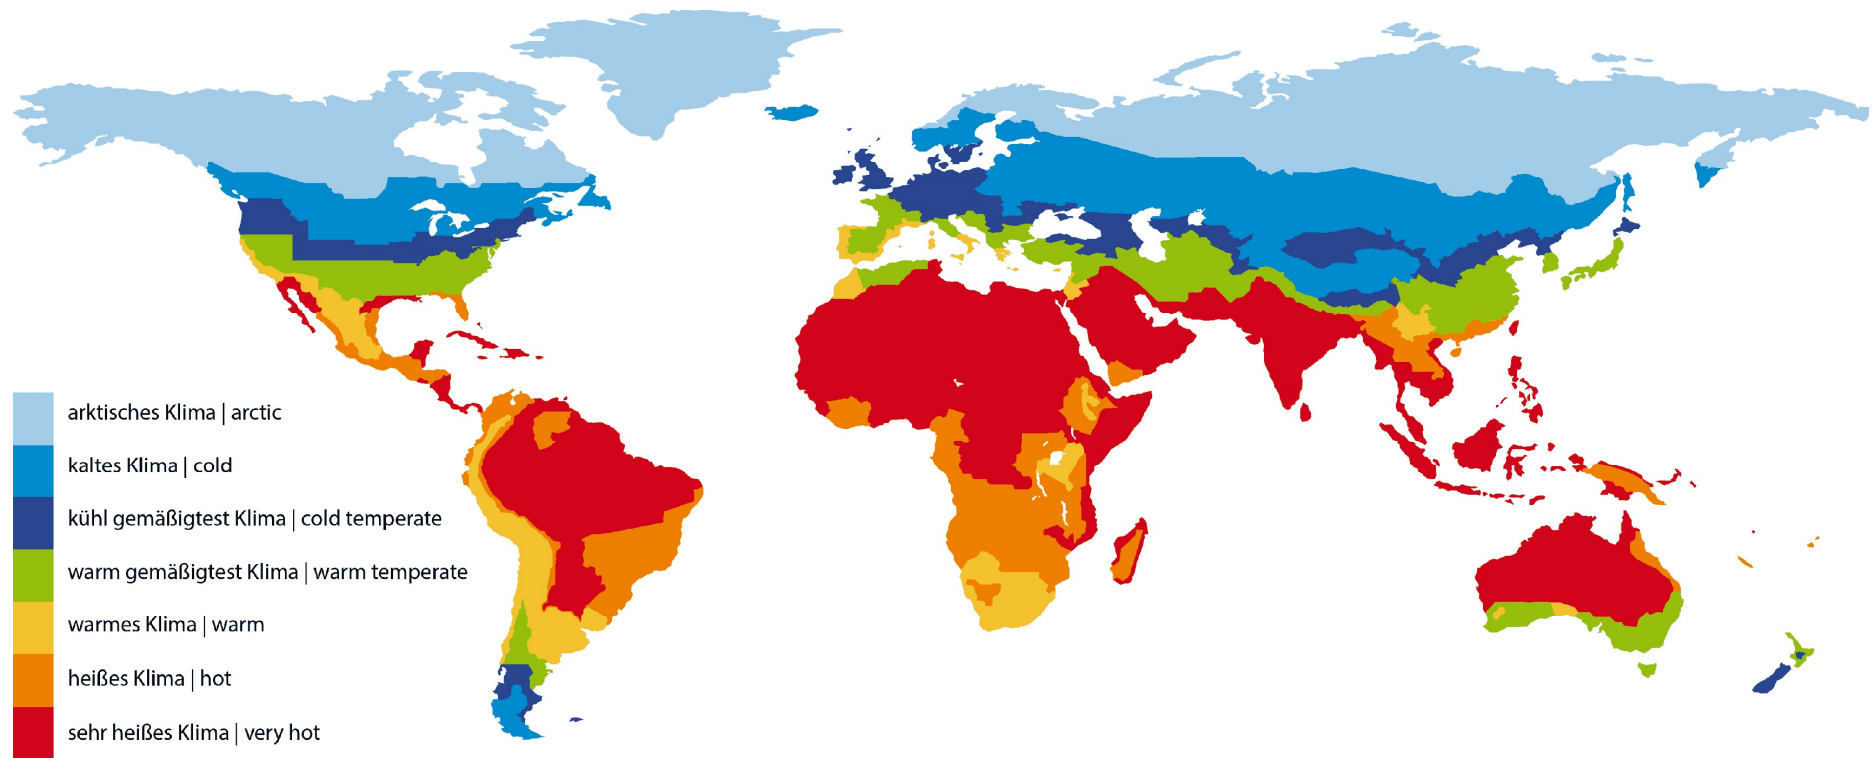 arktisches Klima | arctic
kaltes Klima | cold
kühl gemäßigtest Klima | cold temperate
warm gemäßigtest Klima | warm temperate
warmes Klima | warm
heißes Klima | hot
sehr heißes Klima | very hot